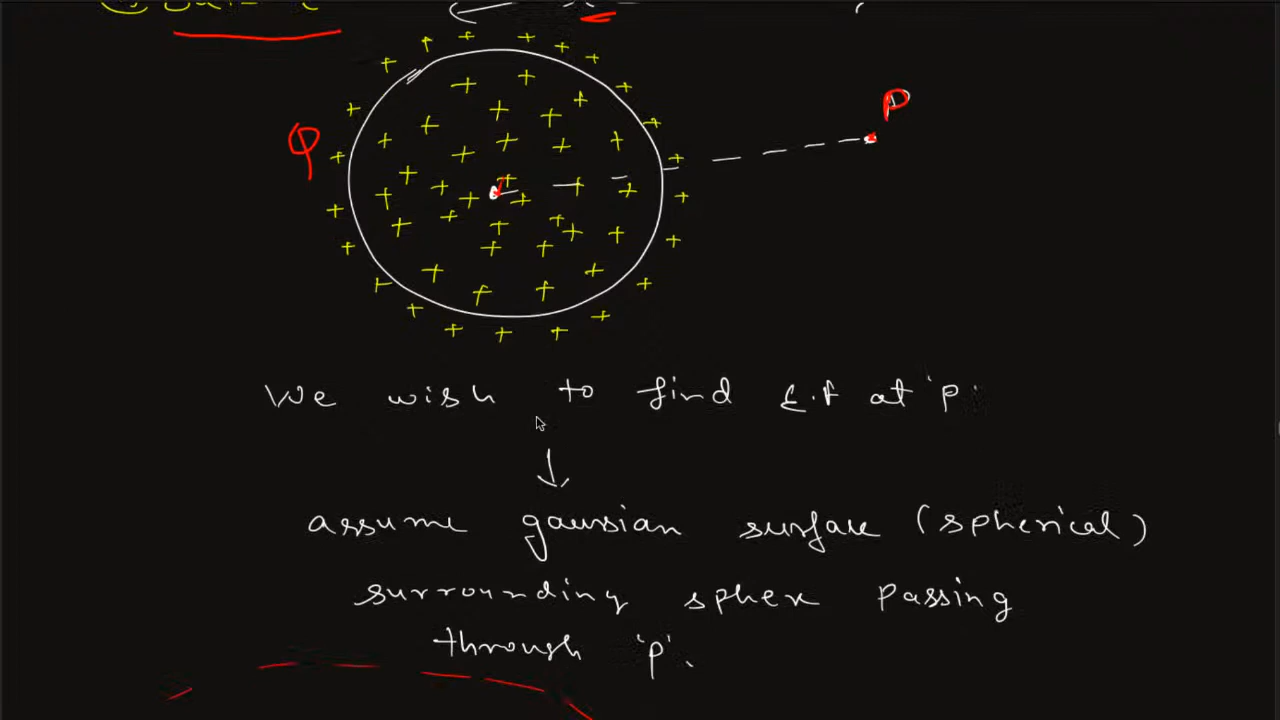 P
φ
We wish to find E.F at 'p'.
assume gaussian surface (spherical)
surrounding sphere passing
through 'p'.